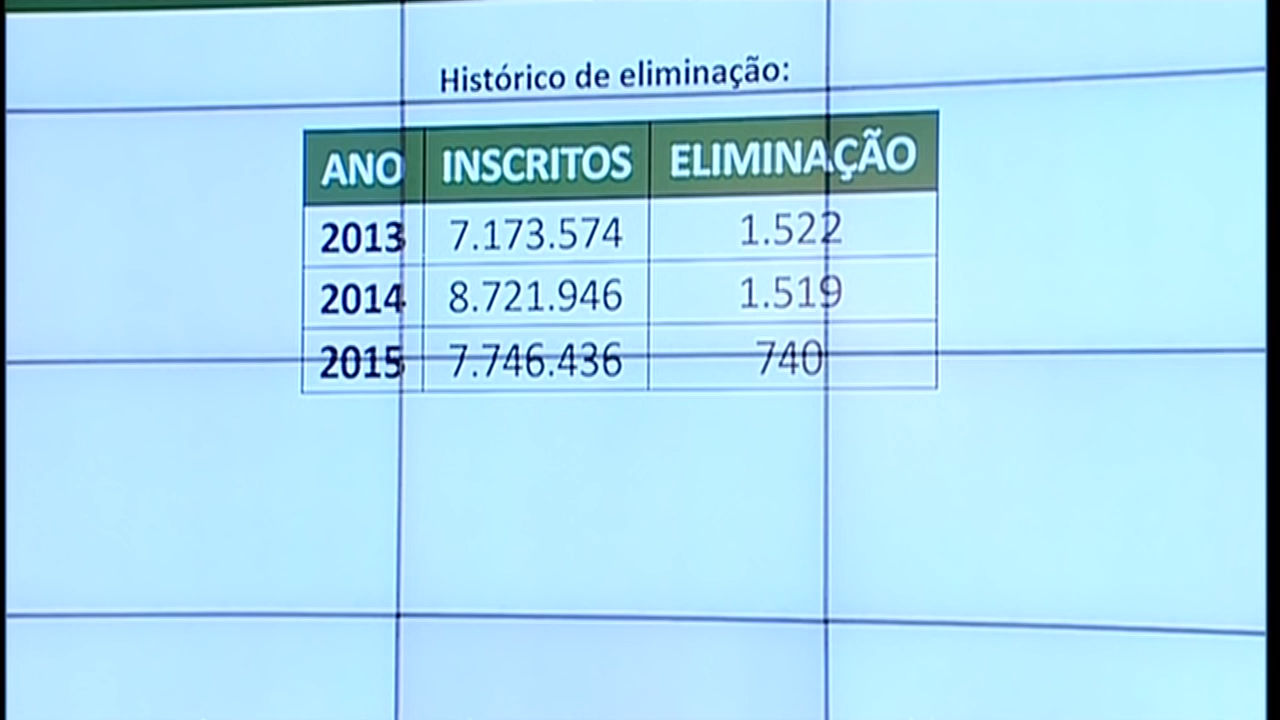 Histórico de eliminação:
ANO INSCRITOS ELIMINAÇÃO
2013 7.173.574 1.522
2014 8.721.946 1.519
2015 7.746.436 740